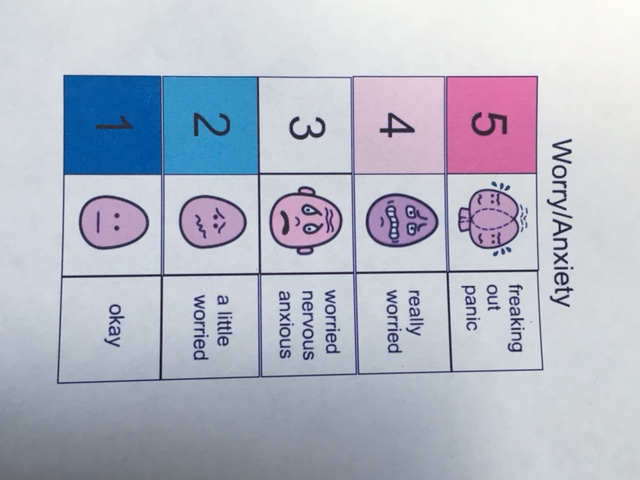 Worry/Anxiety
5
freaking
out
panic
4
really
worried
3
worried
nervous
anxious
2
a little
worried
1
okay